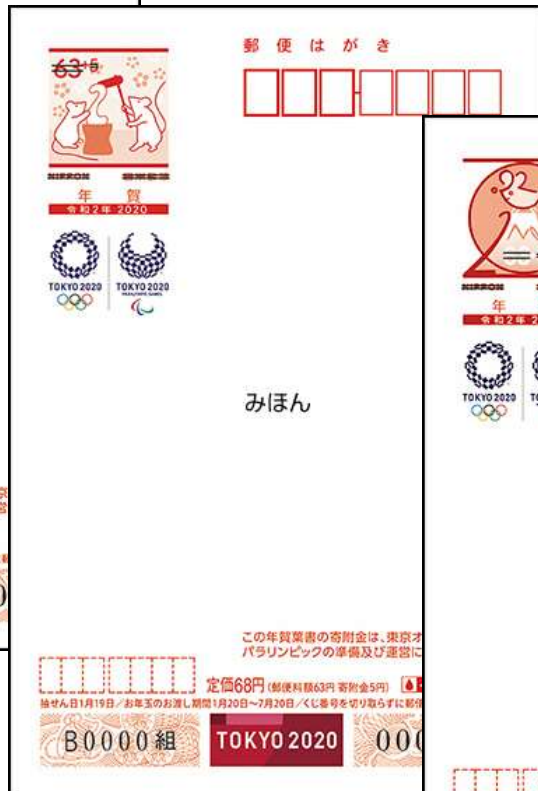 郵便はがき
63+5
NIPPON
年賀
令和2年 2020
TOKYO 2020
TOKYO 2020
PARALYMPIC GAMES
みほん
この年賀葉書の寄附金は、東京オ
パラリンピックの準備及び運営に
定価68円(郵便料額63円 寄附金5円)
抽せん日1月19日/お年玉のお渡し期間1月20日~7月20日/くじ番号を切り取らずに郵便
B0000組
TOKYO 2020
000
NIPPON
年
令和2年 2
TOKYO 2020